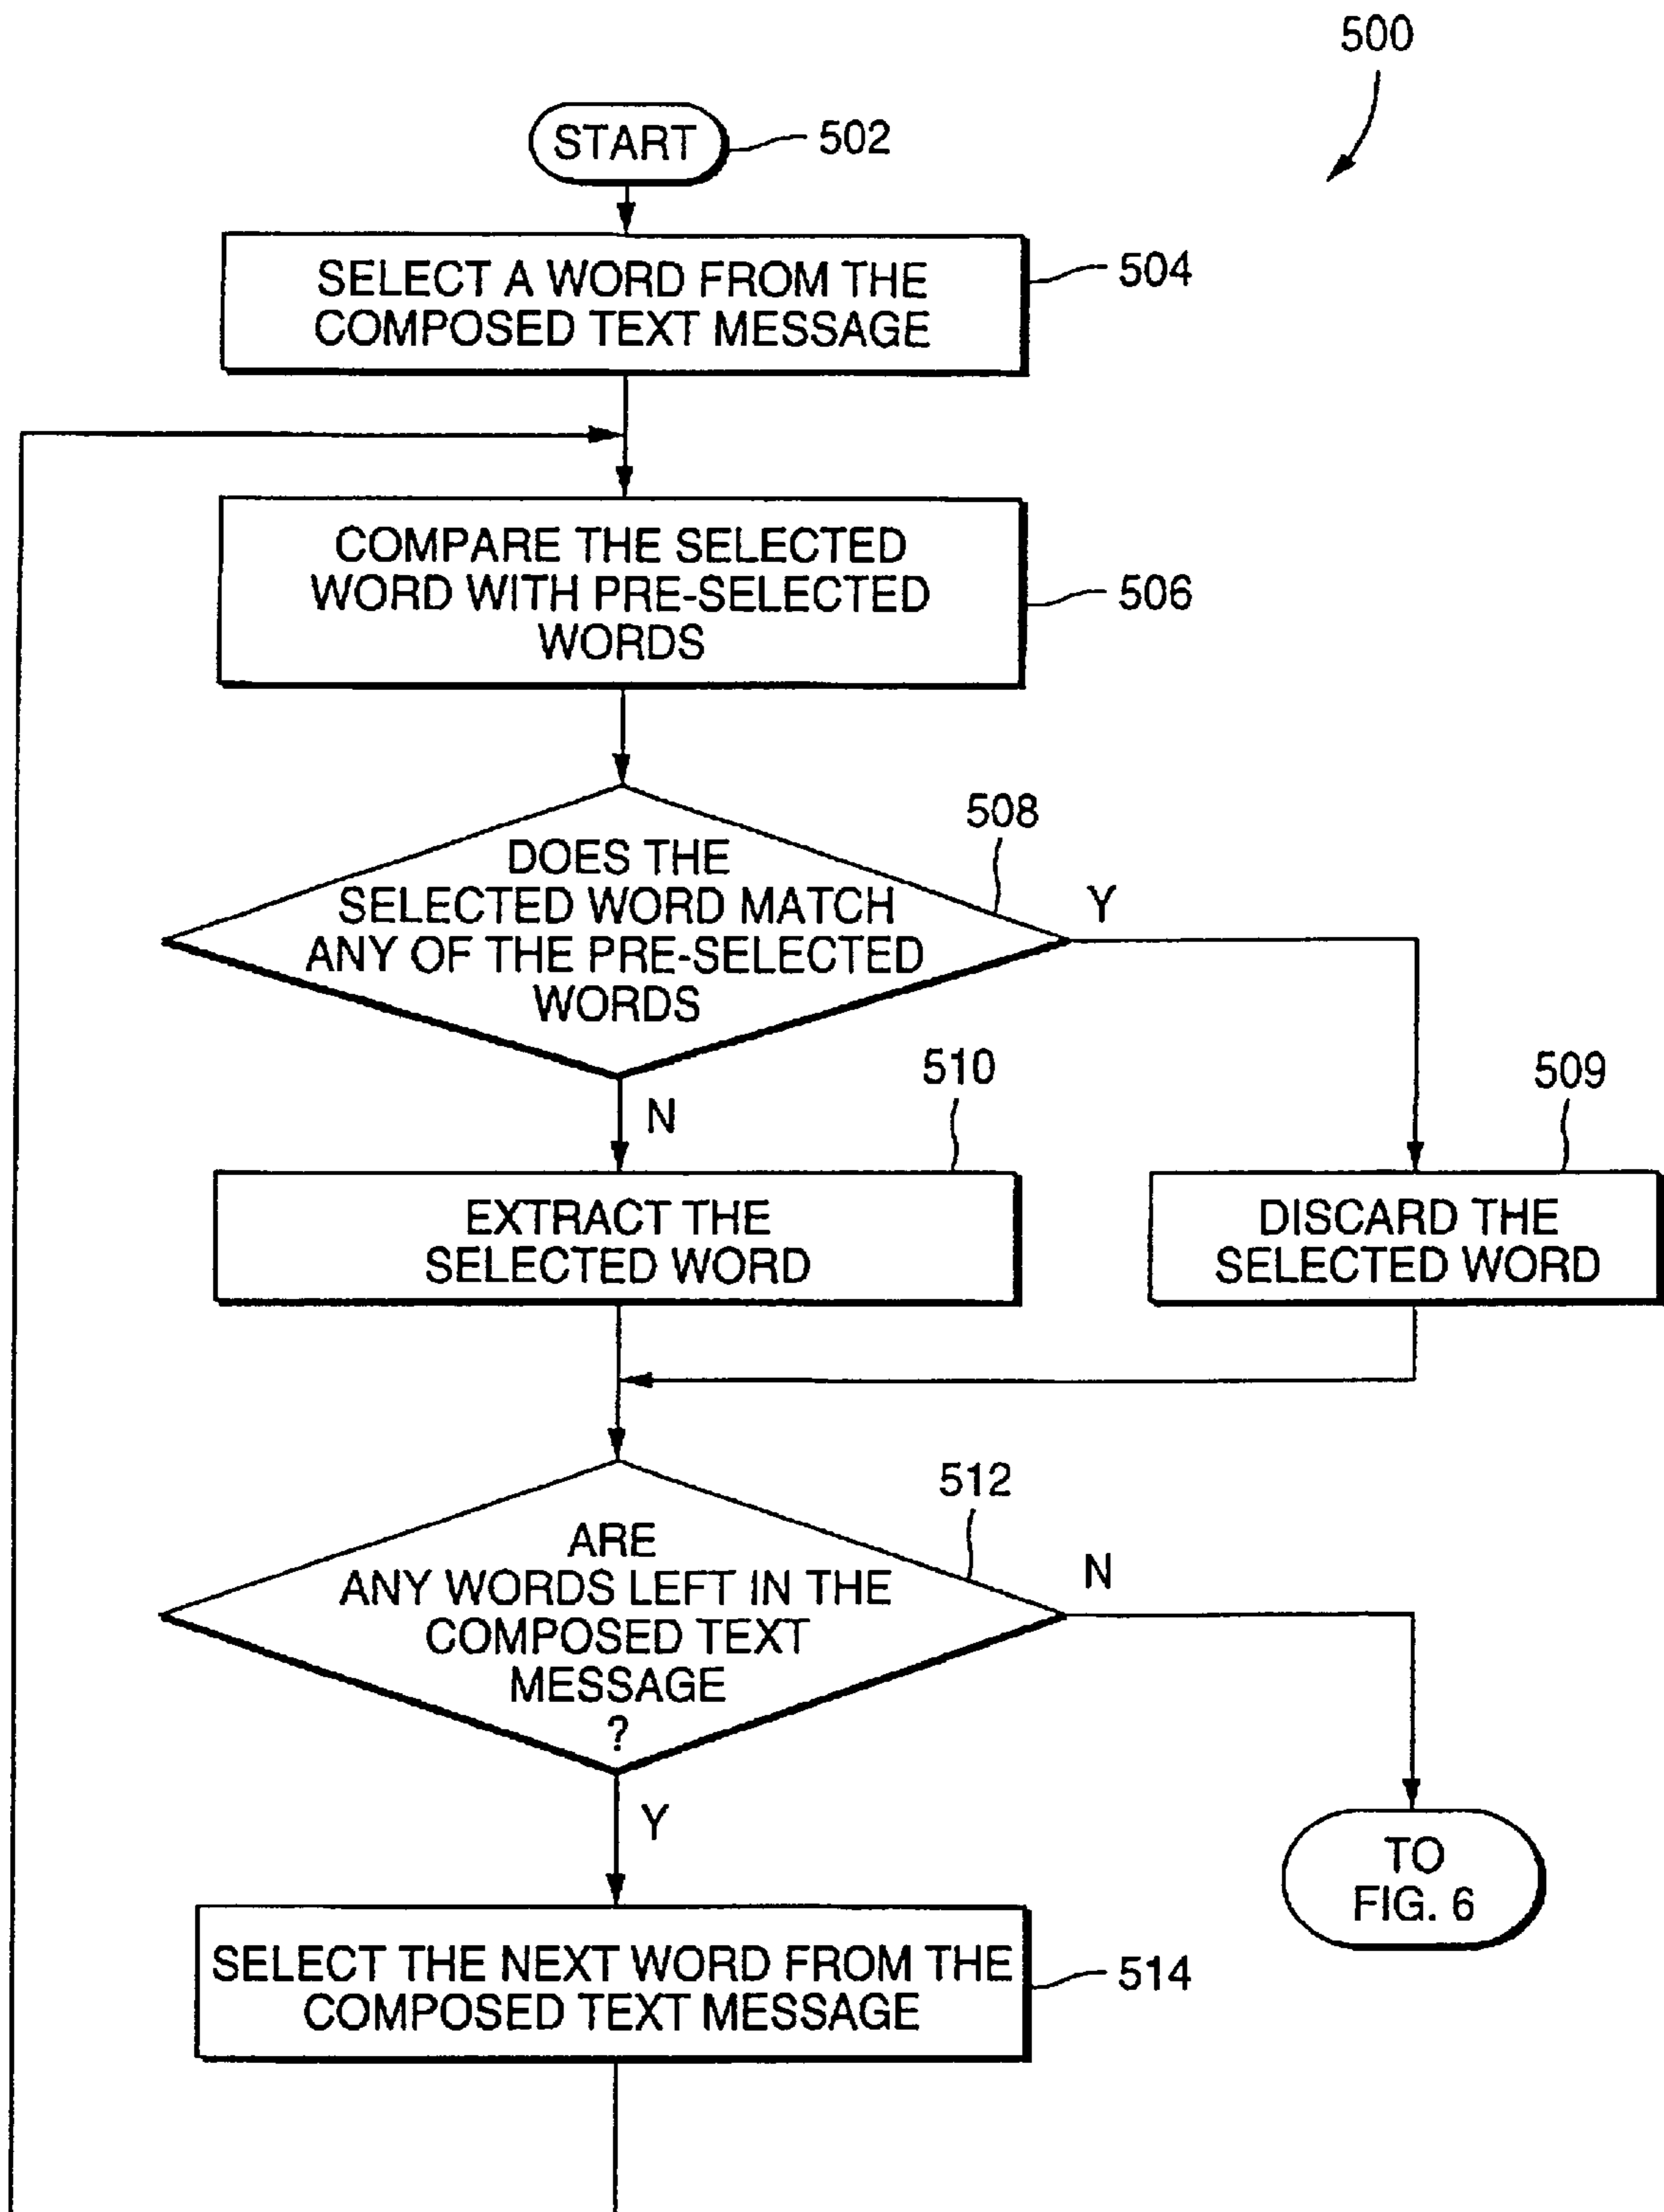 500
START
502
SELECT A WORD FROM THE
COMPOSED TEXT MESSAGE
504
COMPARE THE SELECTED
WORD WITH PRE-SELECTED
WORDS
506
DOES THE
SELECTED WORD MATCH
ANY OF THE PRE-SELECTED
WORDS
508
Y
N
510
EXTRACT THE
SELECTED WORD
509
DISCARD THE
SELECTED WORD
ARE
ANY WORDS LEFT IN THE
COMPOSED TEXT
MESSAGE
?
512
N
Y
TO
FIG. 6
SELECT THE NEXT WORD FROM THE
COMPOSED TEXT MESSAGE
514